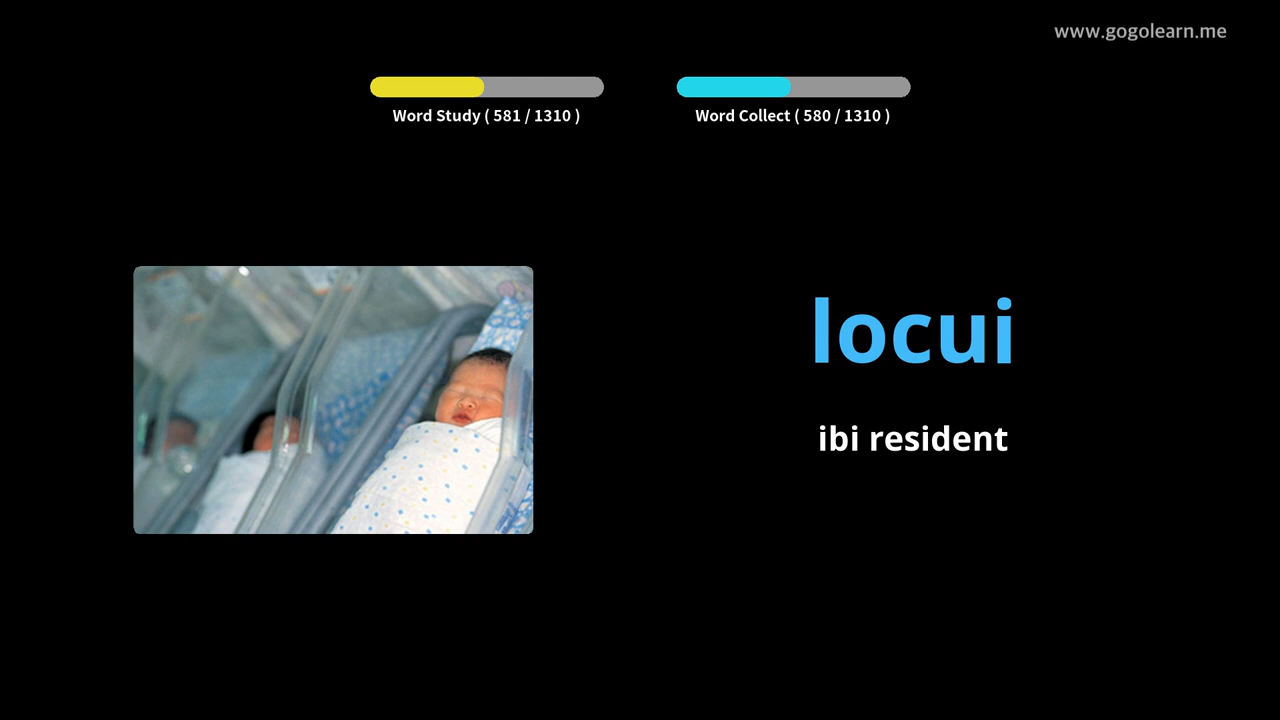 www.gogolearn.me
Word Study ( 581 / 1310 )
Word Collect ( 580 / 1310 )
locui
ibi resident